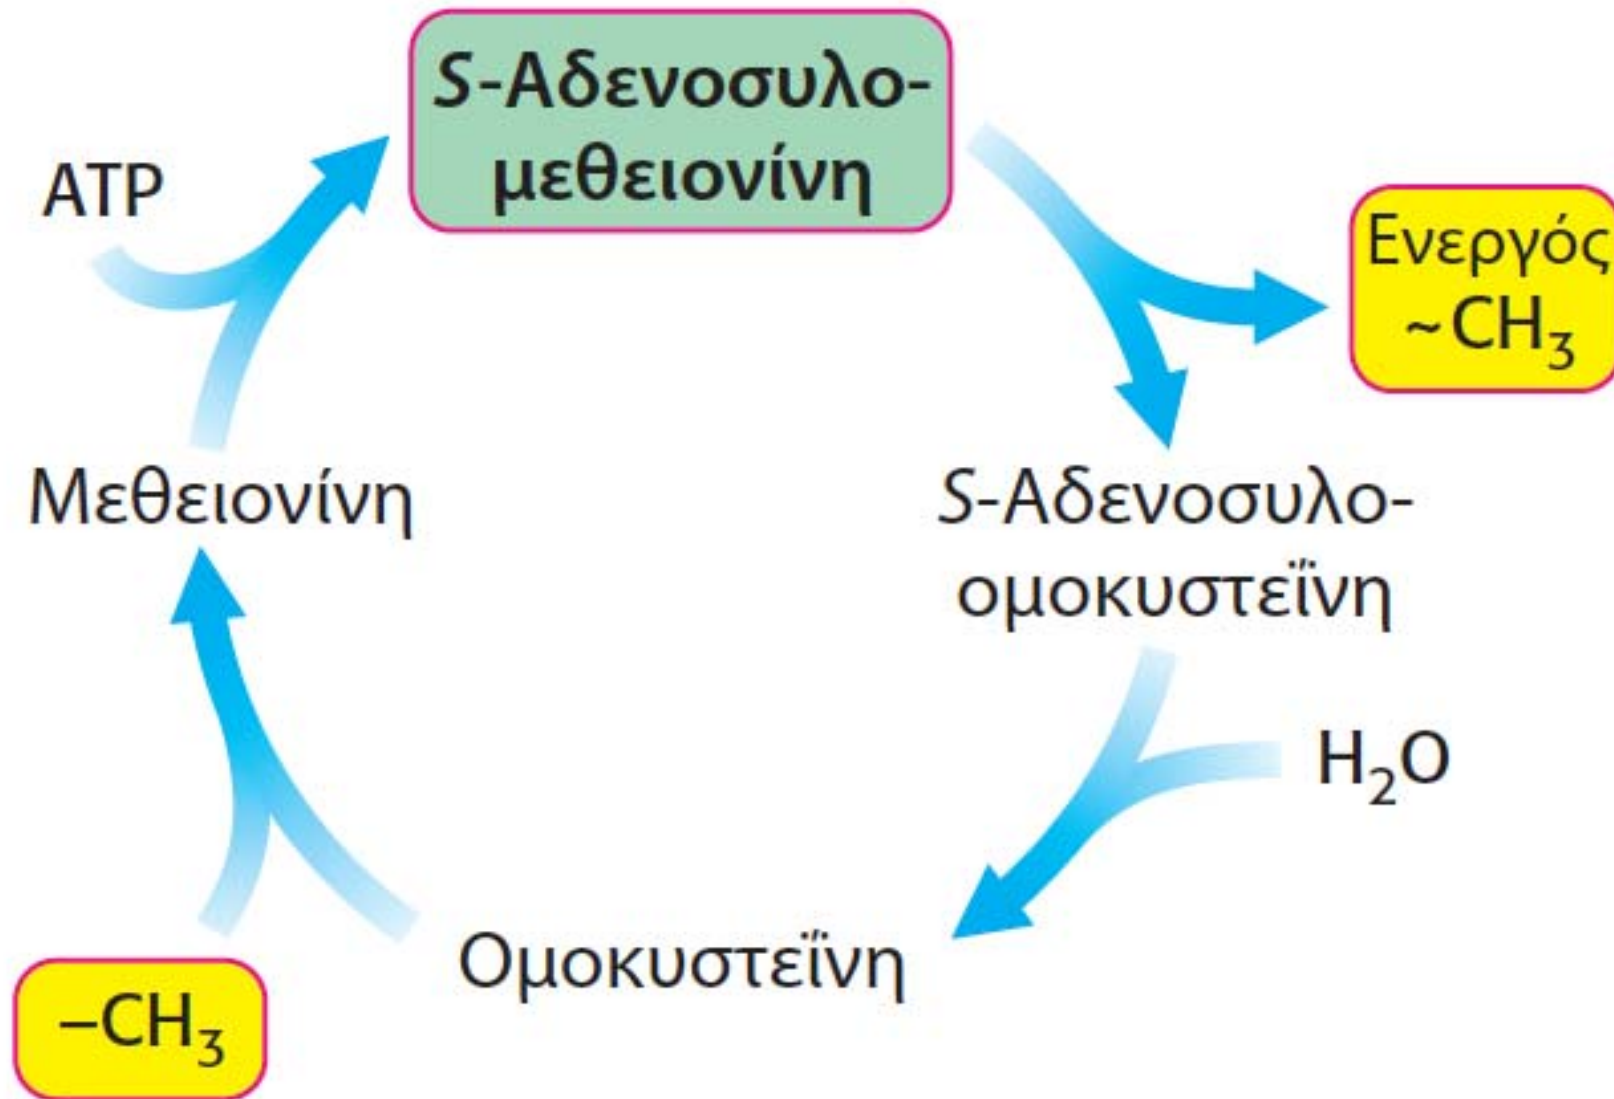 S-Αδενοσυλο-
μεθειονίνη
ATP
Ενεργός
~CH₃
Μεθειονίνη
S-Αδενοσυλο-
ομοκυστεΐνη
H₂O
Ομοκυστεΐνη
–CH₃